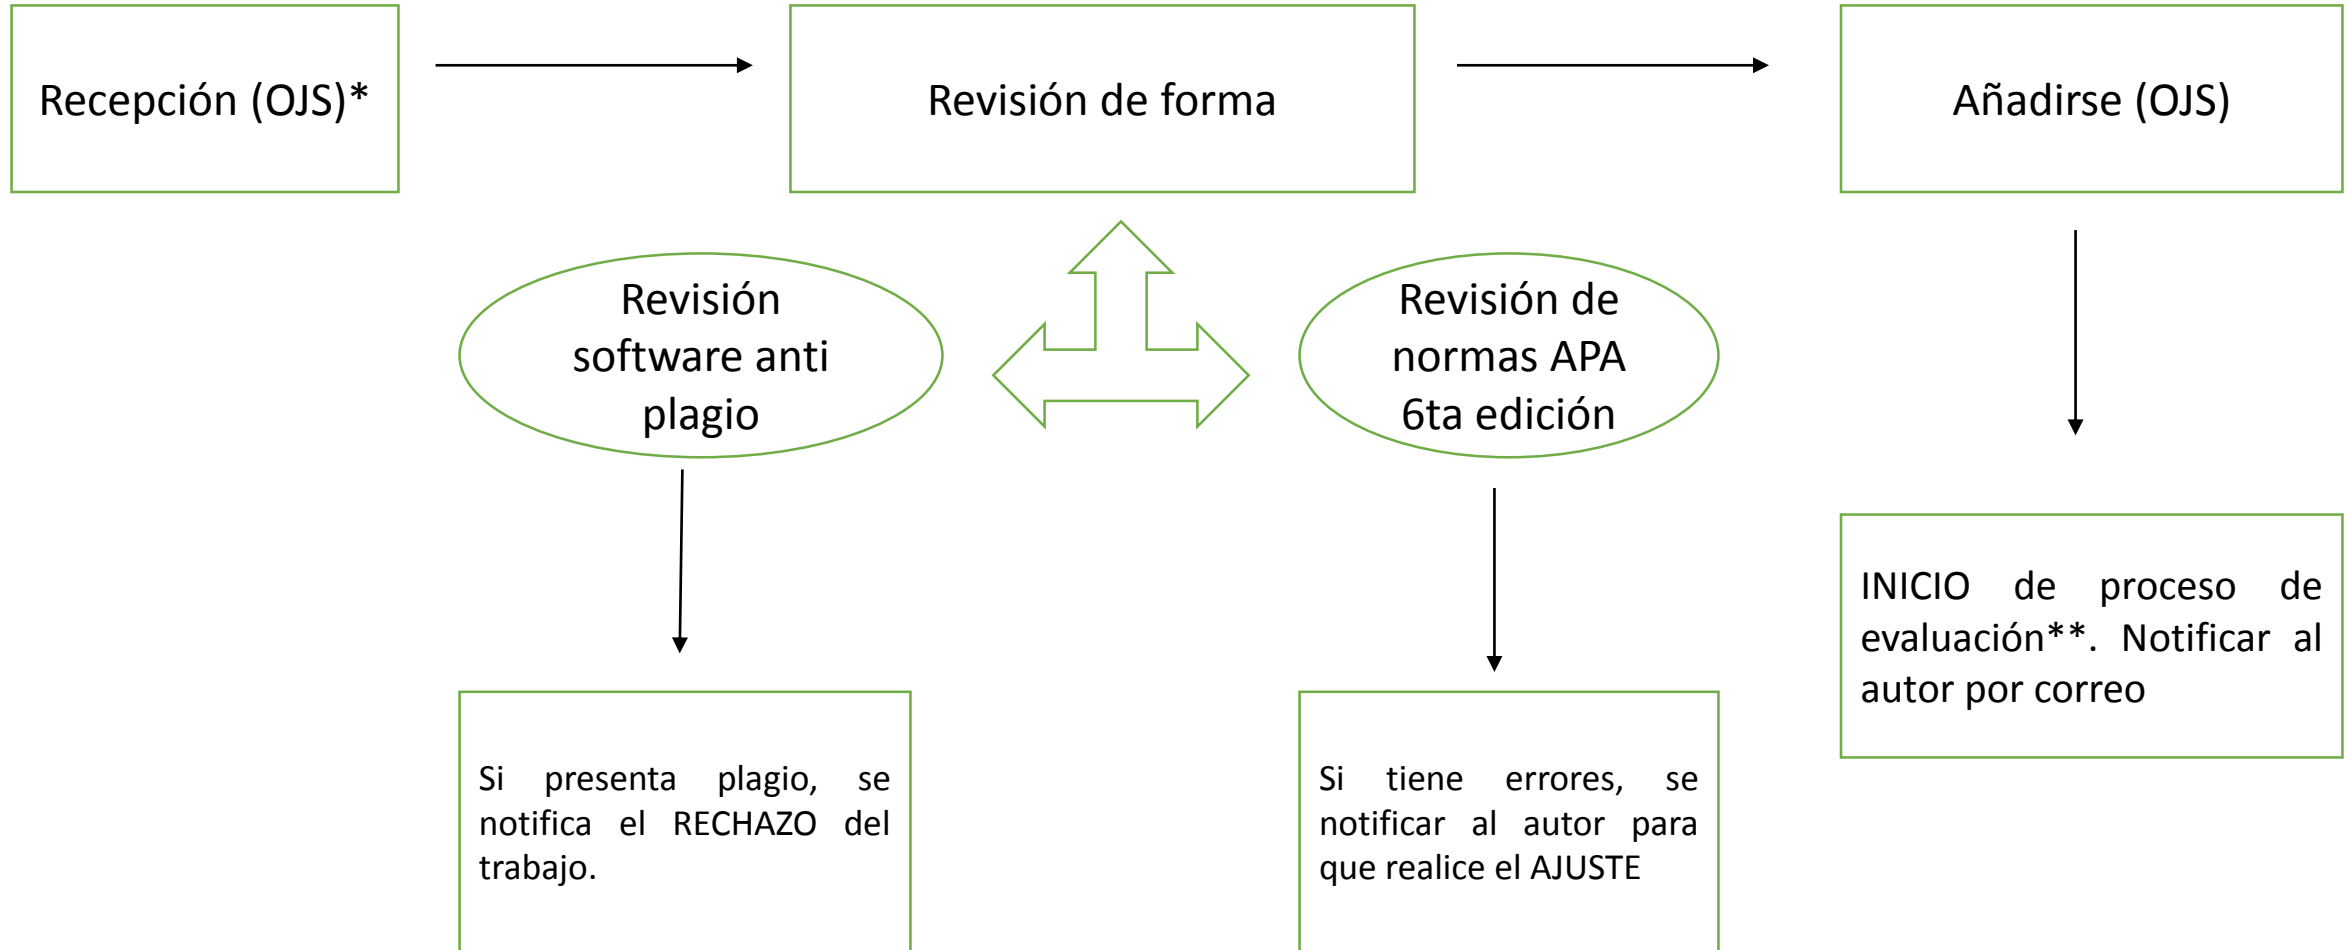 Recepción (OJS)*
Revisión de forma
Añadirse (OJS)
Revisión
software anti
plagio
Revisión de
normas APA
6ta edición
INICIO de proceso de
evaluación**. Notificar al
autor por correo
Si presenta plagio, se
notifica el RECHAZO del
trabajo.
Si tiene errores, se
notificar al autor para
que realice el AJUSTE